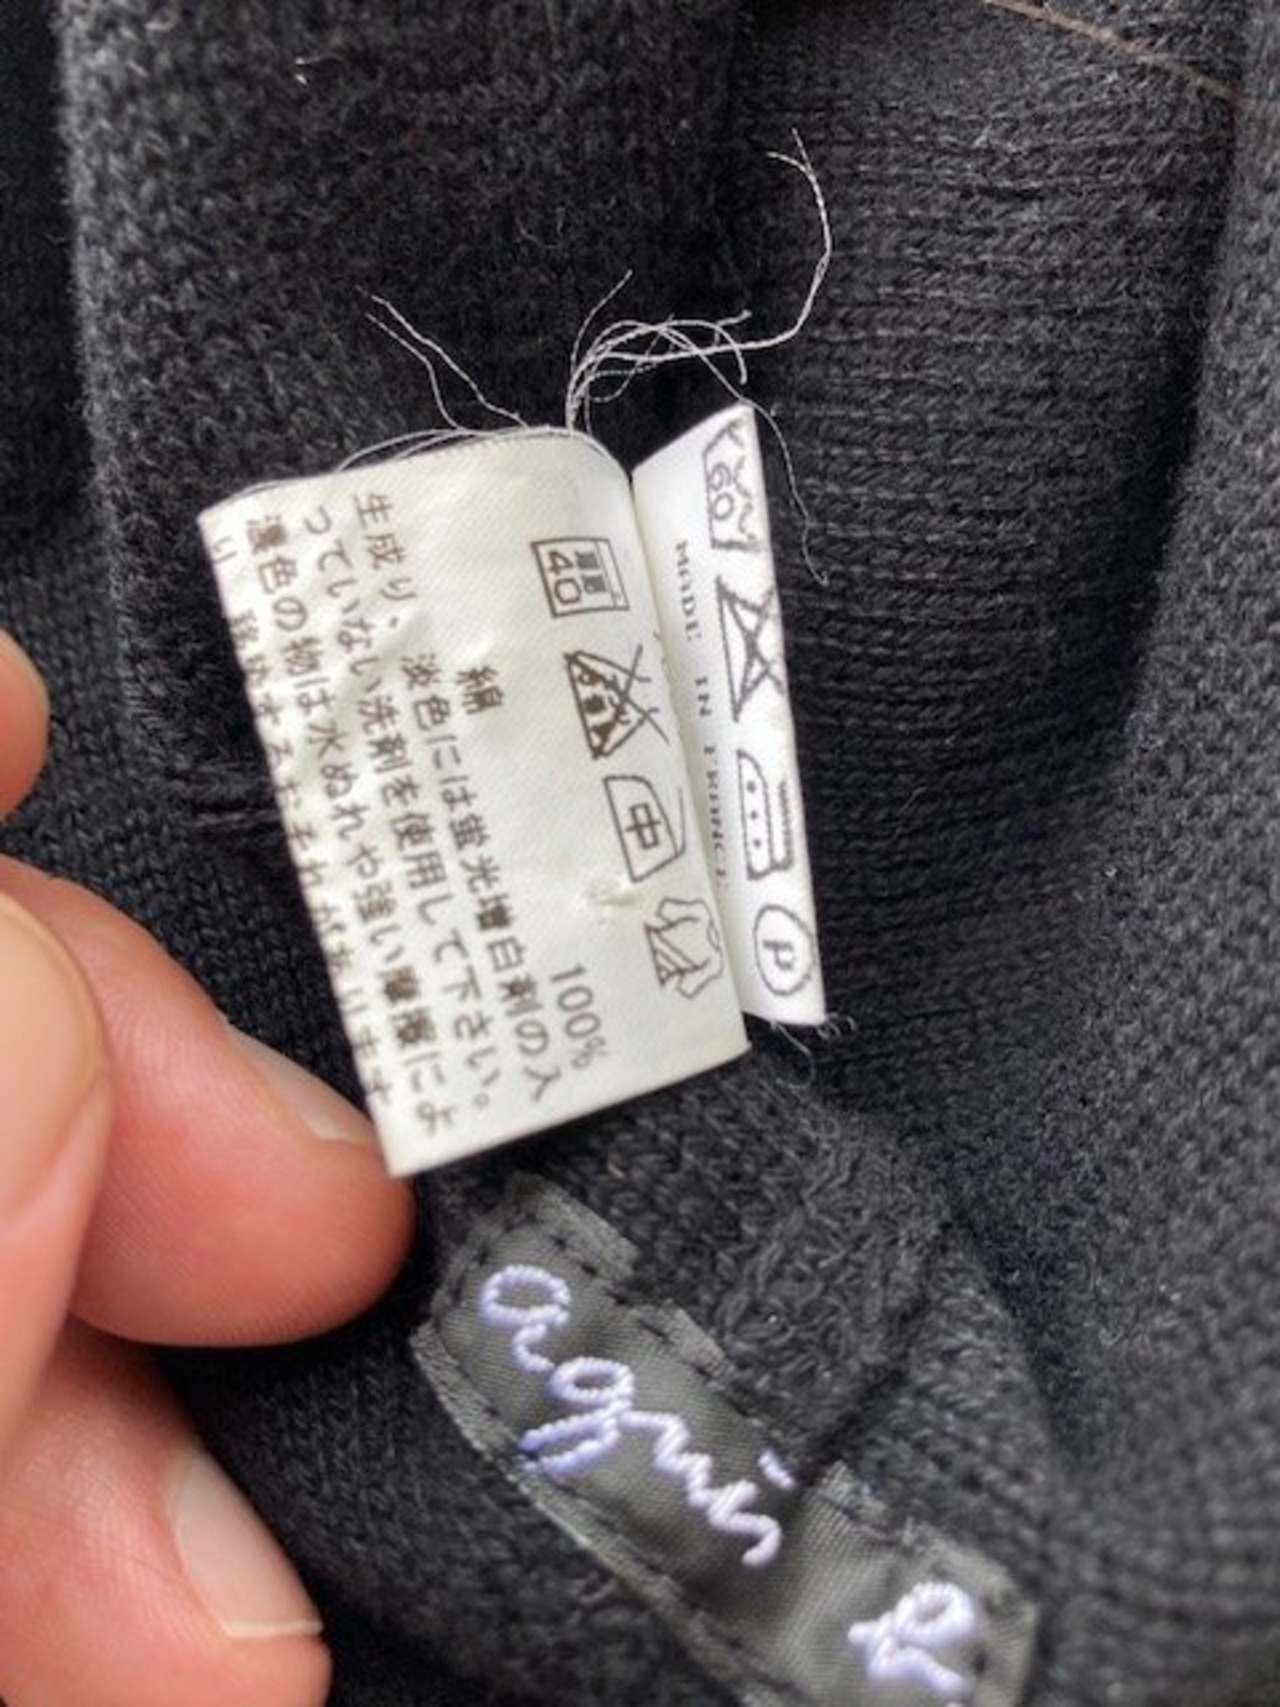 40
中
綿 100%
生成り、淡色には蛍光増白剤の入
っていない洗剤を使用して下さい。
濃色の物は水ぬれや強い摩擦によ
り
60
MADE IN FRANCE
P
agnès